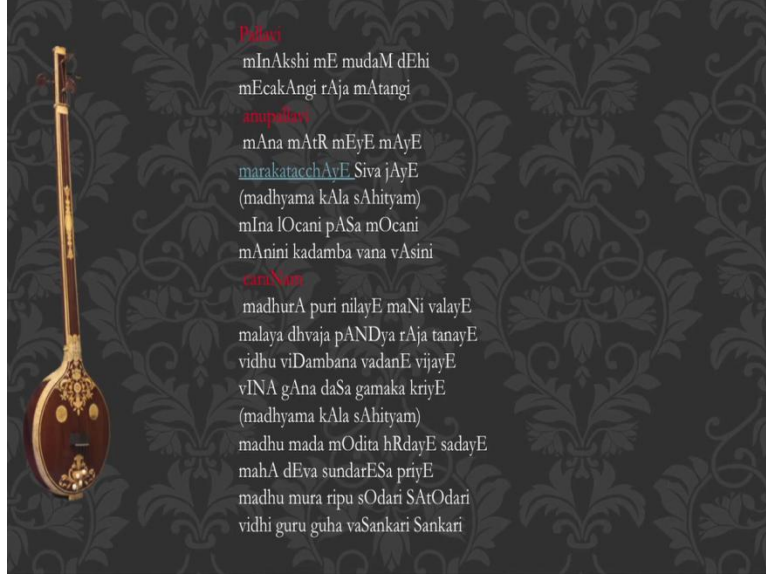 Pallavi
mInAkshi mE mudaM dEhi
mEcakAngi rAja mAtangi
anupallavi
mAna mAtR mEyE mAyE
marakatacchAyE Siva jAyE
(madhyama kAla sAhityam)
mIna lOcani pASa mOcani
mAnini kadamba vana vAsini
caraNam
madhurA puri nilayE maNi valayE
malaya dhvaja pANDya rAja tanayE
vidhu viDambana vadanE vijayE
vINA gAna daSa gamaka kriyE
(madhyama kAla sAhityam)
madhu mada mOdita hRdayE sadayE
mahA dEva sundarESa priyE
madhu mura ripu sOdari SAtOdari
vidhi guru guha vaSankari Sankari